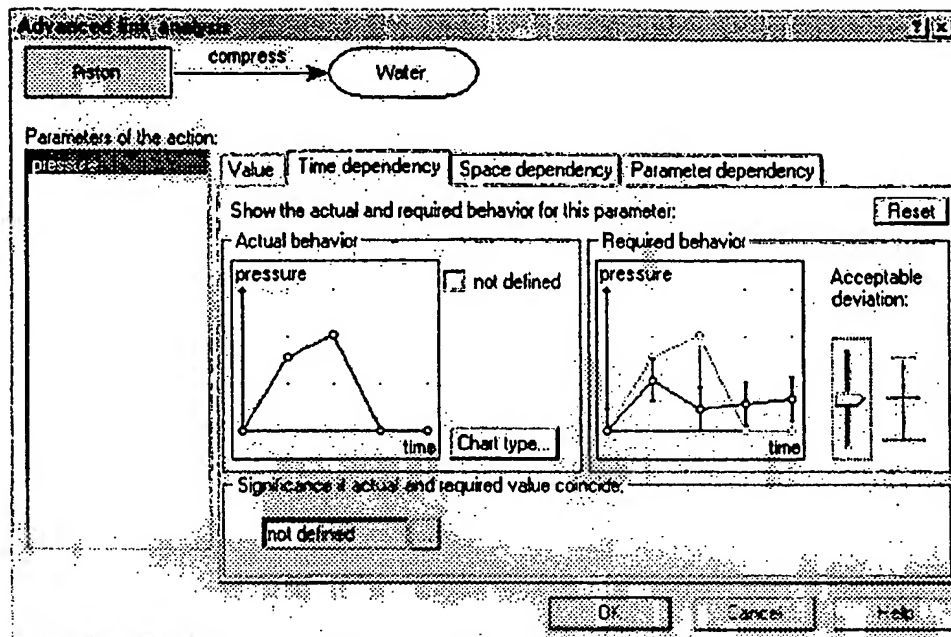 Advanced link analysis
Piston
compress
Water
Parameters of the action:
pressure
Value
Time dependency
Space dependency
Parameter dependency
Show the actual and required behavior for this parameter:
Reset
Actual behavior
pressure
not defined
time
Chart type...
Required behavior
pressure
time
Acceptable
deviation:
Significance if actual and required value coincide:
not defined
OK
Cancel
Help